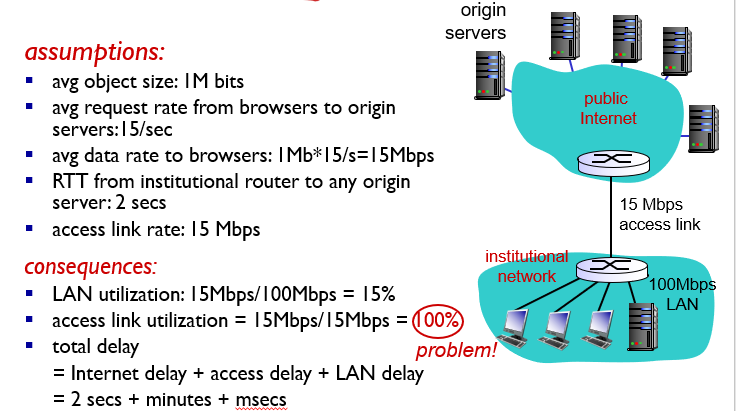 assumptions:
avg object size: 1M bits
avg request rate from browsers to origin
servers:15/sec
avg data rate to browsers: 1Mb*15/s=15Mbps
RTT from institutional router to any origin
server: 2 secs
access link rate: 15 Mbps
consequences:
LAN utilization: 15Mbps/100Mbps = 15%
access link utilization = 15Mbps/15Mbps = 100%
problem!
total delay
= Internet delay + access delay + LAN delay
= 2 secs + minutes + msecs
origin
servers
public
Internet
15 Mbps
access link
institutional
network
100Mbps
LAN